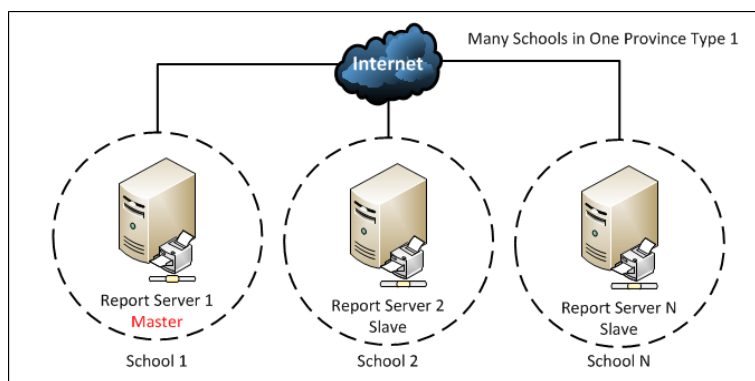 Many Schools in One Province Type 1
Internet
Report Server 1
Master
School 1
Report Server 2
Slave
School 2
Report Server N
Slave
School N